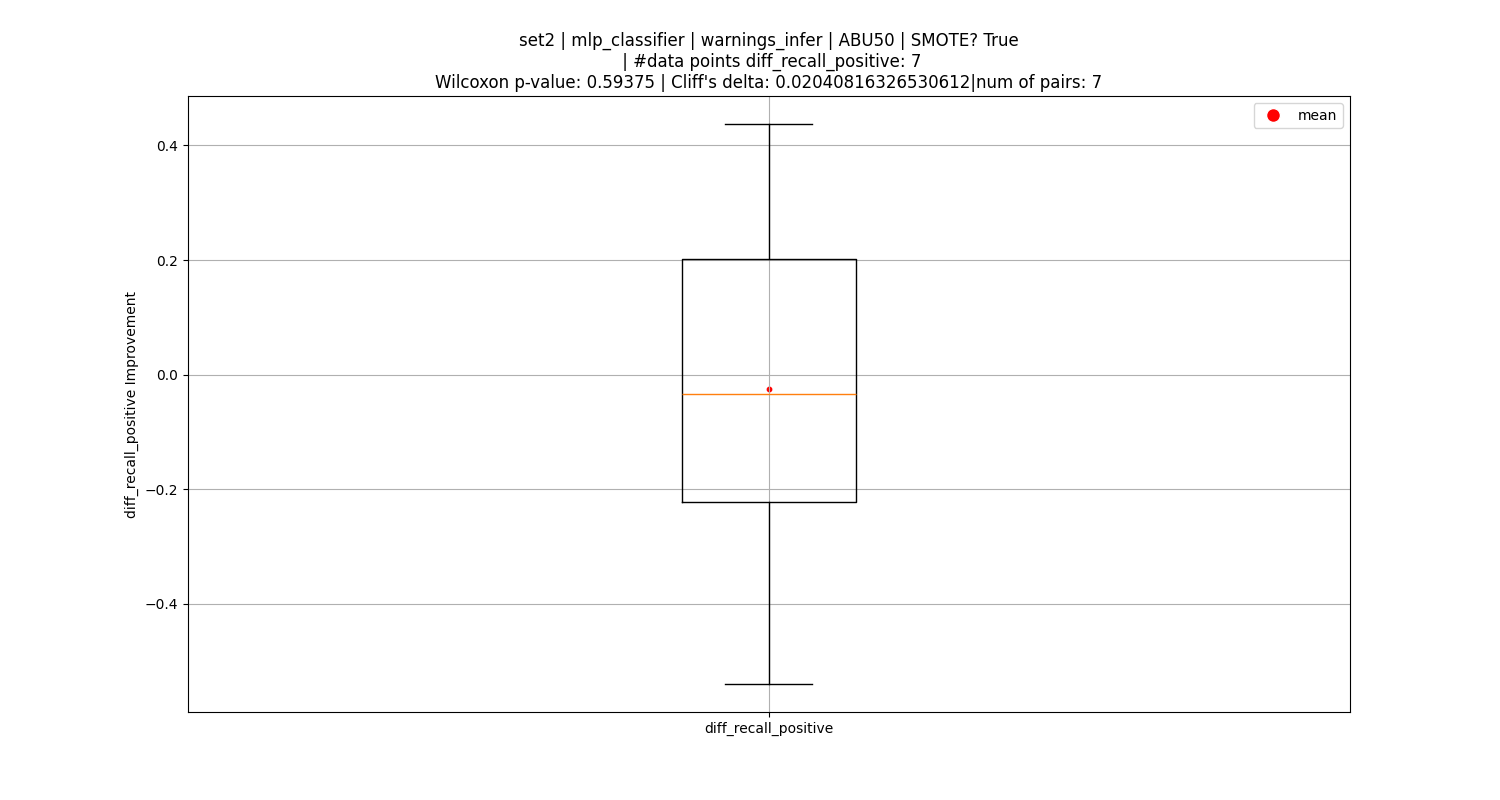 set2 | mlp_classifier | warnings_infer | ABU50 | SMOTE? True
| #data points diff_recall_positive: 7
Wilcoxon p-value: 0.59375 | Cliff's delta: 0.02040816326530612|num of pairs: 7
mean
0.4
0.2
0.0
−0.2
−0.4
diff_recall_positive Improvement
diff_recall_positive